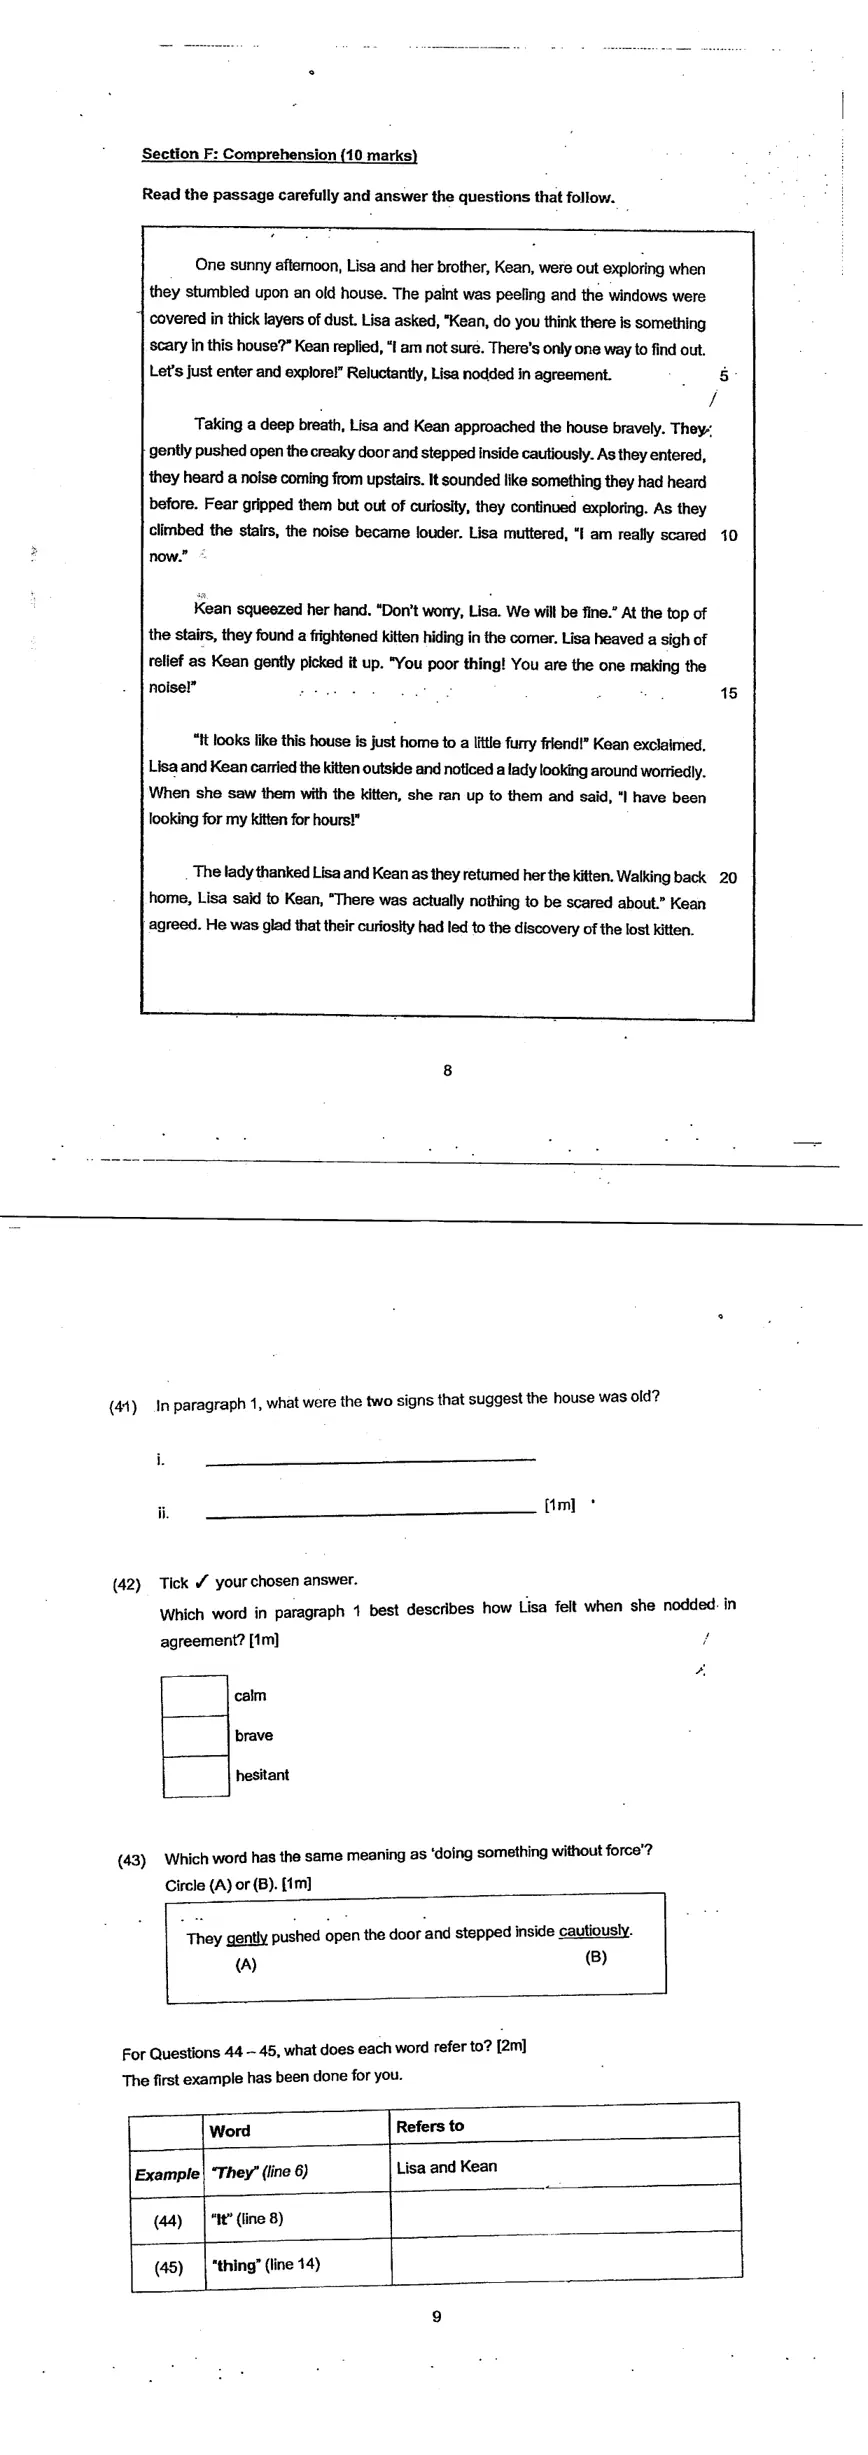 Section F: Comprehension (10 marks)
Read the passage carefully and answer the questions that follow.
One sunny afternoon, Lisa and her brother, Kean, were out exploring when
they stumbled upon an old house. The paint was peeling and the windows were
covered in thick layers of dust. Lisa asked, "Kean, do you think there is something
scary in this house?" Kean replied, "I am not sure. There's only one way to find out.
Let's just enter and explore!" Reluctantly, Lisa nodded in agreement. 5
Taking a deep breath, Lisa and Kean approached the house bravely. They
gently pushed open the creaky door and stepped inside cautiously. As they entered,
they heard a noise coming from upstairs. It sounded like something they had heard
before. Fear gripped them but out of curiosity, they continued exploring. As they
climbed the stairs, the noise became louder. Lisa muttered, "I am really scared 10
now."
Kean squeezed her hand. "Don't worry, Lisa. We will be fine." At the top of
the stairs, they found a frightened kitten hiding in the corner. Lisa heaved a sigh of
relief as Kean gently picked it up. "You poor thing! You are the one making the
noise!" 15
"It looks like this house is just home to a little furry friend!" Kean exclaimed.
Lisa and Kean carried the kitten outside and noticed a lady looking around worriedly.
When she saw them with the kitten, she ran up to them and said, "I have been
looking for my kitten for hours!"
The lady thanked Lisa and Kean as they returned her the kitten. Walking back 20
home, Lisa said to Kean, "There was actually nothing to be scared about." Kean
agreed. He was glad that their curiosity had led to the discovery of the lost kitten.
8
(41) In paragraph 1, what were the two signs that suggest the house was old?
i.
ii. [1m]
(42) Tick ✓ your chosen answer.
Which word in paragraph 1 best describes how Lisa felt when she nodded in
agreement? [1m]
calm
brave
hesitant
(43) Which word has the same meaning as 'doing something without force'?
Circle (A) or (B). [1m]
They gently pushed open the door and stepped inside cautiously.
(A) (B)
For Questions 44 – 45, what does each word refer to? [2m]
The first example has been done for you.
Word Refers to
Example "They" (line 6) Lisa and Kean
(44) "It" (line 8)
(45) "thing" (line 14)
9